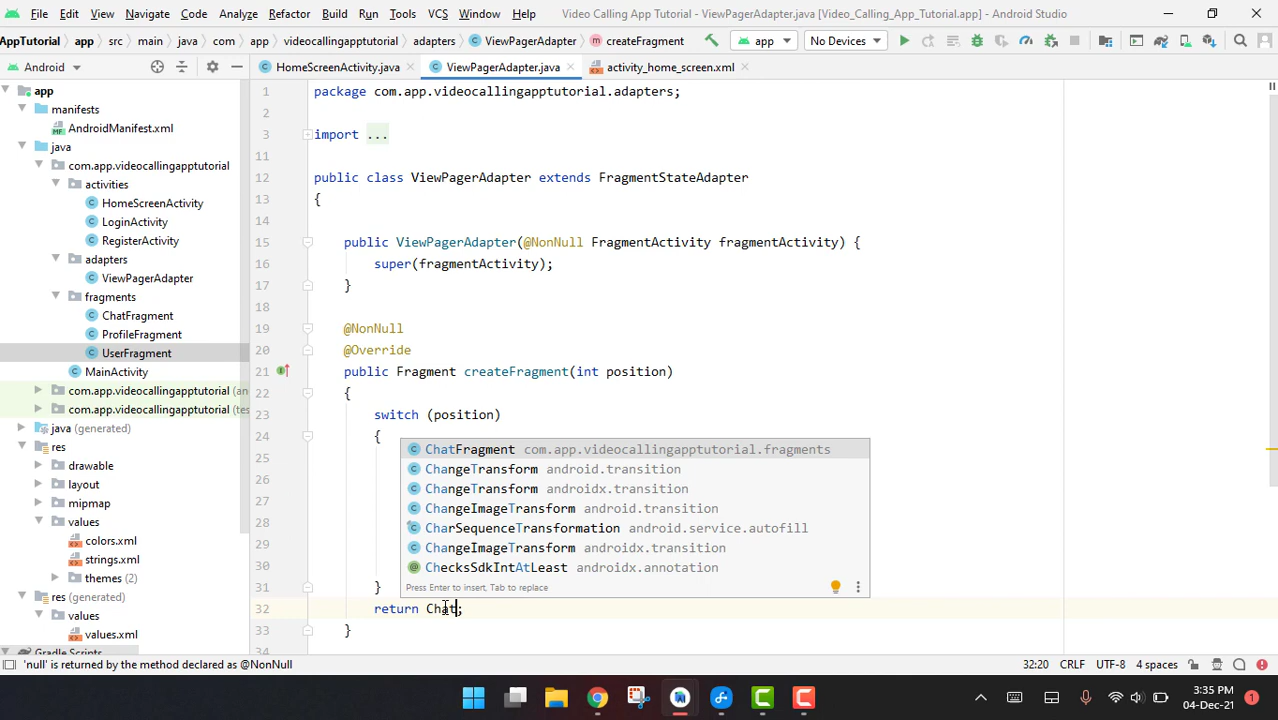 File Edit View Navigate Code Analyze Refactor Build Run Tools VCS Window Help Video Calling App Tutorial - ViewPagerAdapter.java [Video_Calling_App_Tutorial.app] - Android Studio
AppTutorial app src main java com app videocallingapptutorial adapters ViewPagerAdapter createFragment app No Devices
Android HomeScreenActivity.java ViewPagerAdapter.java activity_home_screen.xml
app
manifests
AndroidManifest.xml
java
com.app.videocallingapptutorial
activities
HomeScreenActivity
LoginActivity
RegisterActivity
adapters
ViewPagerAdapter
fragments
ChatFragment
ProfileFragment
UserFragment
MainActivity
com.app.videocallingapptutorial (an
com.app.videocallingapptutorial (tes
java (generated)
res
drawable
layout
mipmap
values
colors.xml
strings.xml
themes (2)
res (generated)
values
values.xml
Gradle Scripts
1 package com.app.videocallingapptutorial.adapters;
2
3 import ...
11
12 public class ViewPagerAdapter extends FragmentStateAdapter
13 {
14
15 public ViewPagerAdapter(@NonNull FragmentActivity fragmentActivity) {
16 super(fragmentActivity);
17 }
18
19 @NonNull
20 @Override
21 public Fragment createFragment(int position)
22 {
23 switch (position)
24 {
25
26
27
28
29
30
31 }
32 return Chat;
33 }
ChatFragment com.app.videocallingapptutorial.fragments
ChangeTransform android.transition
ChangeTransform androidx.transition
ChangeImageTransform android.transition
CharSequenceTransformation android.service.autofill
ChangeImageTransform androidx.transition
ChecksSdkIntAtLeast androidx.annotation
Press Enter to insert, Tab to replace
'null' is returned by the method declared as @NonNull 32:20 CRLF UTF-8 4 spaces
3:35 PM
04-Dec-21
1